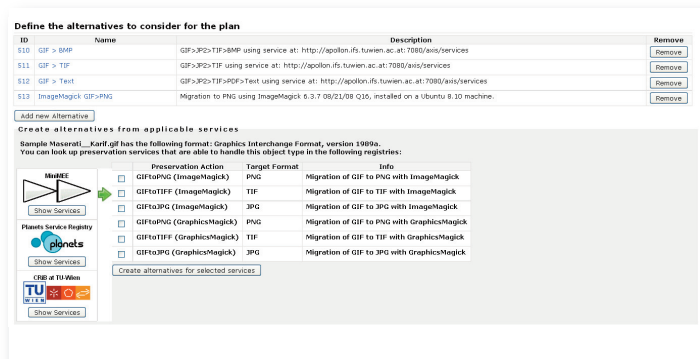 Define the alternatives to consider for the plan
ID Name Description Remove
510 GIF > BMP GIF>JP2>TIF>BMP using service at: http://apollon.ifs.tuwien.ac.at:7080/axis/services Remove
511 GIF > TIF GIF>JP2>TIF using service at: http://apollon.ifs.tuwien.ac.at:7080/axis/services Remove
512 GIF > Text GIF>JP2>TIF>PDF>Text using service at: http://apollon.ifs.tuwien.ac.at:7080/axis/services Remove
513 ImageMagick GIF>PNG Migration to PNG using ImageMagick 6.3.7 08/21/08 Q16, installed on a Ubuntu 8.10 machine. Remove
Add new Alternative
Create alternatives from applicable services
Sample Maserati__Karif.gif has the following format: Graphics Interchange Format, version 1989a.
You can look up preservation services that are able to handle this object type in the following registries:
MiniMEE
Show Services
Planets Service Registry
planets
Show Services
CRiB at TU-Wien
TU
WIEN
Show Services
Preservation Action Target Format Info
GIFtoPNG (ImageMagick) PNG Migration of GIF to PNG with ImageMagick
GIFtoTIFF (ImageMagick) TIF Migration of GIF to TIF with ImageMagick
GIFtoJPG (ImageMagick) JPG Migration of GIF to JPG with ImageMagick
GIFtoPNG (GraphicsMagick) PNG Migration of GIF to PNG with GraphicsMagick
GIFtoTIFF (GraphicsMagick) TIF Migration of GIF to TIF with GraphicsMagick
GIFtoJPG (GraphicsMagick) JPG Migration of GIF to JPG with GraphicsMagick
Create alternatives for selected services